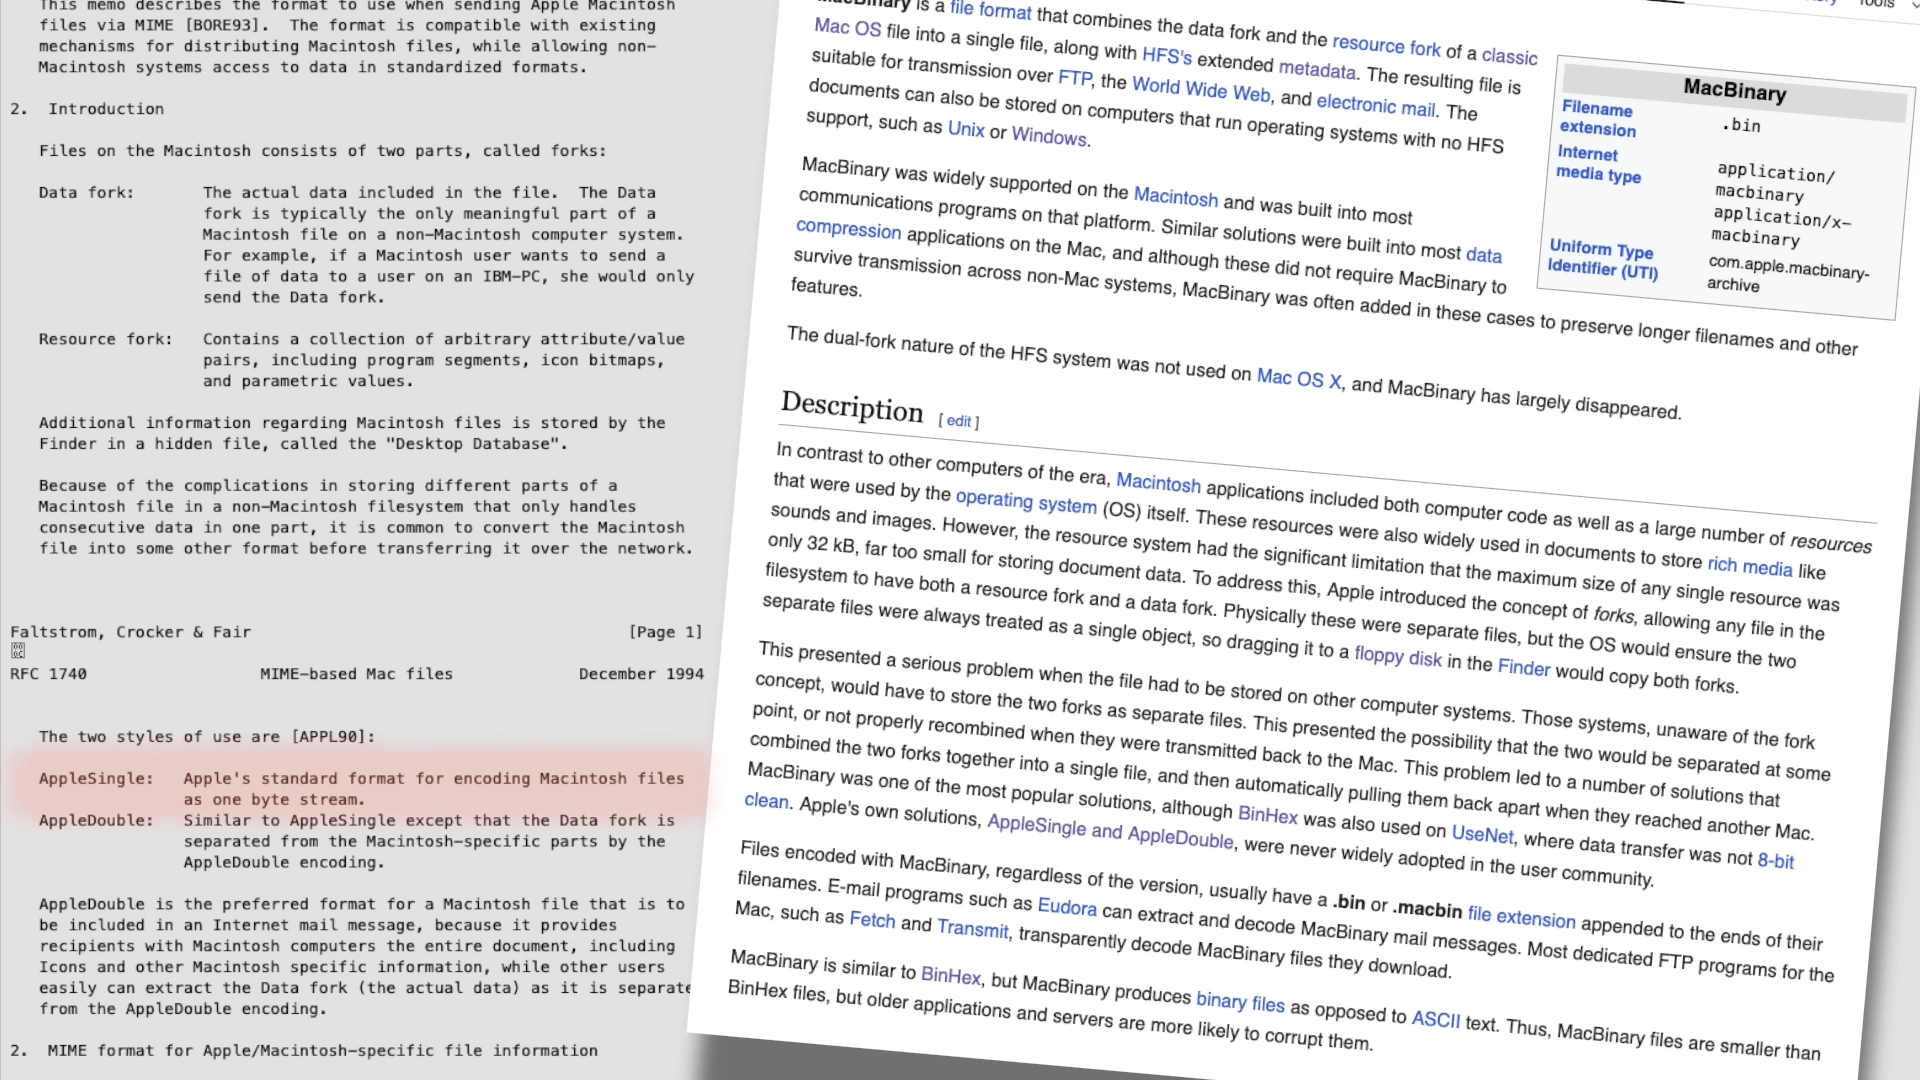 This memo describes the format to use when sending Apple Macintosh
files via MIME [BORE93].  The format is compatible with existing
mechanisms for distributing Macintosh files, while allowing non-
Macintosh systems access to data in standardized formats.
2.  Introduction
Files on the Macintosh consists of two parts, called forks:
Data fork:       The actual data included in the file.  The Data
fork is typically the only meaningful part of a
Macintosh file on a non-Macintosh computer system.
For example, if a Macintosh user wants to send a
file of data to a user on an IBM-PC, she would only
send the Data fork.
Resource fork:   Contains a collection of arbitrary attribute/value
pairs, including program segments, icon bitmaps,
and parametric values.
Additional information regarding Macintosh files is stored by the
Finder in a hidden file, called the "Desktop Database".
Because of the complications in storing different parts of a
Macintosh file in a non-Macintosh filesystem that only handles
consecutive data in one part, it is common to convert the Macintosh
file into some other format before transferring it over the network.
Faltstrom, Crocker & Fair                                       [Page 1]
RFC 1740                  MIME-based Mac files             December 1994
The two styles of use are [APPL90]:
AppleSingle:   Apple's standard format for encoding Macintosh files
as one byte stream.
AppleDouble:   Similar to AppleSingle except that the Data fork is
separated from the Macintosh-specific parts by the
AppleDouble encoding.
AppleDouble is the preferred format for a Macintosh file that is to
be included in an Internet mail message, because it provides
recipients with Macintosh computers the entire document, including
Icons and other Macintosh specific information, while other users
easily can extract the Data fork (the actual data) as it is separate
from the AppleDouble encoding.
2.  MIME format for Apple/Macintosh-specific file information
Tools
MacBinary is a file format that combines the data fork and the resource fork of a classic
Mac OS file into a single file, along with HFS's extended metadata. The resulting file is
suitable for transmission over FTP, the World Wide Web, and electronic mail. The
documents can also be stored on computers that run operating systems with no HFS
support, such as Unix or Windows.
MacBinary was widely supported on the Macintosh and was built into most
communications programs on that platform. Similar solutions were built into most data
compression applications on the Mac, and although these did not require MacBinary to
survive transmission across non-Mac systems, MacBinary was often added in these cases to preserve longer filenames and other
features.
The dual-fork nature of the HFS system was not used on Mac OS X, and MacBinary has largely disappeared.
MacBinary
Filename
extension
.bin
Internet
media type
application/
macbinary
application/x-
macbinary
Uniform Type
Identifier (UTI)
com.apple.macbinary-
archive
Description [ edit ]
In contrast to other computers of the era, Macintosh applications included both computer code as well as a large number of resources
that were used by the operating system (OS) itself. These resources were also widely used in documents to store rich media like
sounds and images. However, the resource system had the significant limitation that the maximum size of any single resource was
only 32 kB, far too small for storing document data. To address this, Apple introduced the concept of forks, allowing any file in the
filesystem to have both a resource fork and a data fork. Physically these were separate files, but the OS would ensure the two
separate files were always treated as a single object, so dragging it to a floppy disk in the Finder would copy both forks.
This presented a serious problem when the file had to be stored on other computer systems. Those systems, unaware of the fork
concept, would have to store the two forks as separate files. This presented the possibility that the two would be separated at some
point, or not properly recombined when they were transmitted back to the Mac. This problem led to a number of solutions that
combined the two forks together into a single file, and then automatically pulling them back apart when they reached another Mac.
MacBinary was one of the most popular solutions, although BinHex was also used on UseNet, where data transfer was not 8-bit
clean. Apple's own solutions, AppleSingle and AppleDouble, were never widely adopted in the user community.
Files encoded with MacBinary, regardless of the version, usually have a .bin or .macbin file extension appended to the ends of their
filenames. E-mail programs such as Eudora can extract and decode MacBinary mail messages. Most dedicated FTP programs for the
Mac, such as Fetch and Transmit, transparently decode MacBinary files they download.
MacBinary is similar to BinHex, but MacBinary produces binary files as opposed to ASCII text. Thus, MacBinary files are smaller than
BinHex files, but older applications and servers are more likely to corrupt them.